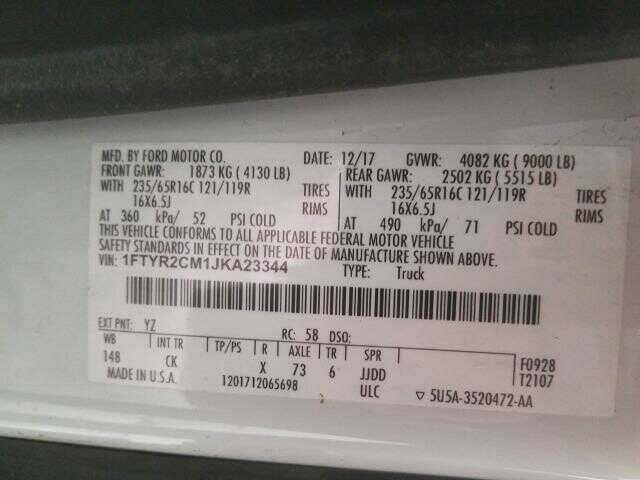 MFD. BY FORD MOTOR CO. DATE: 12/17 GVWR: 4082 KG ( 9000 LB)
FRONT GAWR: 1873 KG ( 4130 LB) REAR GAWR: 2502 KG ( 5515 LB)
WITH 235/65R16C 121/119R TIRES WITH 235/65R16C 121/119R TIRES
16X6.5J RIMS 16X6.5J RIMS
AT 360 kPa/ 52 PSI COLD AT 490 kPa/ 71 PSI COLD
THIS VEHICLE CONFORMS TO ALL APPLICABLE FEDERAL MOTOR VEHICLE
SAFETY STANDARDS IN EFFECT ON THE DATE OF MANUFACTURE SHOWN ABOVE.
VIN: 1FTYR2CM1JKA23344 TYPE: Truck
EXT PNT: YZ RC: 58 DSO:
WB INT TR TP/PS R AXLE TR SPR
148 CK X 73 6 JJDD F0928
T2107
MADE IN U.S.A. 1201712065698 ULC ▽ 5U5A-3520472-AA